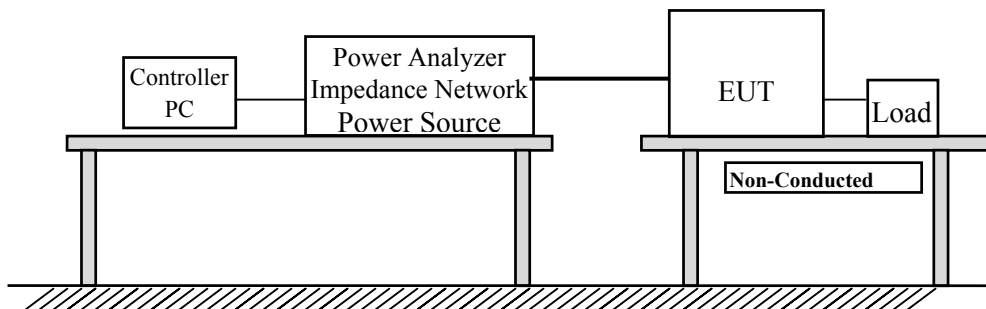 Controller
PC
Power Analyzer
Impedance Network
Power Source
EUT
Load
Non-Conducted